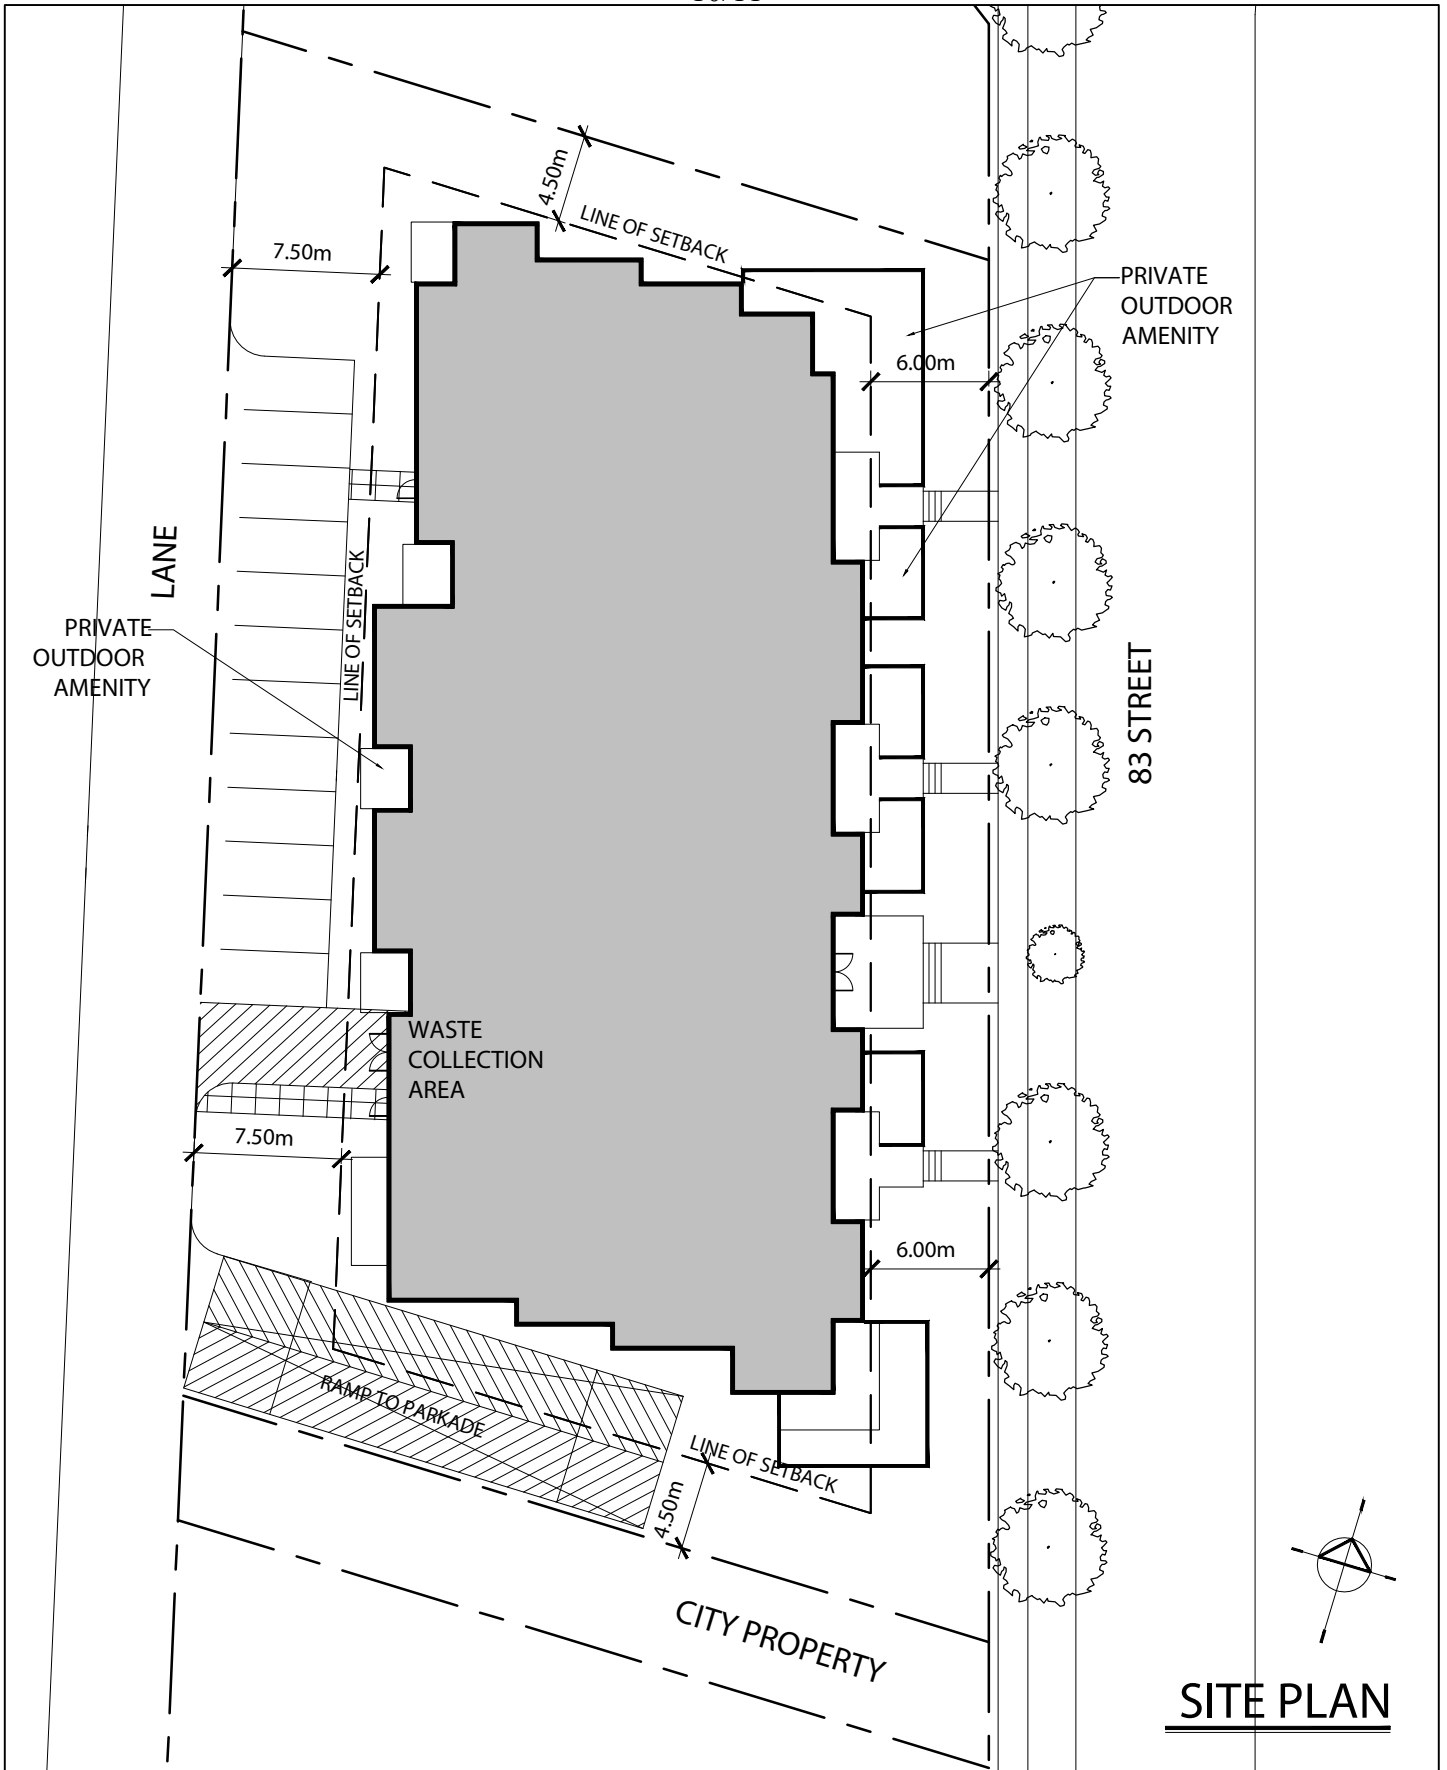 4.50m
LINE OF SETBACK
7.50m
PRIVATE
OUTDOOR
AMENITY
6.00m
LANE
LINE OF SETBACK
PRIVATE
OUTDOOR
AMENITY
83 STREET
WASTE
COLLECTION
AREA
7.50m
6.00m
RAMP TO PARKADE
LINE OF SETBACK
4.50m
CITY PROPERTY
SITE PLAN